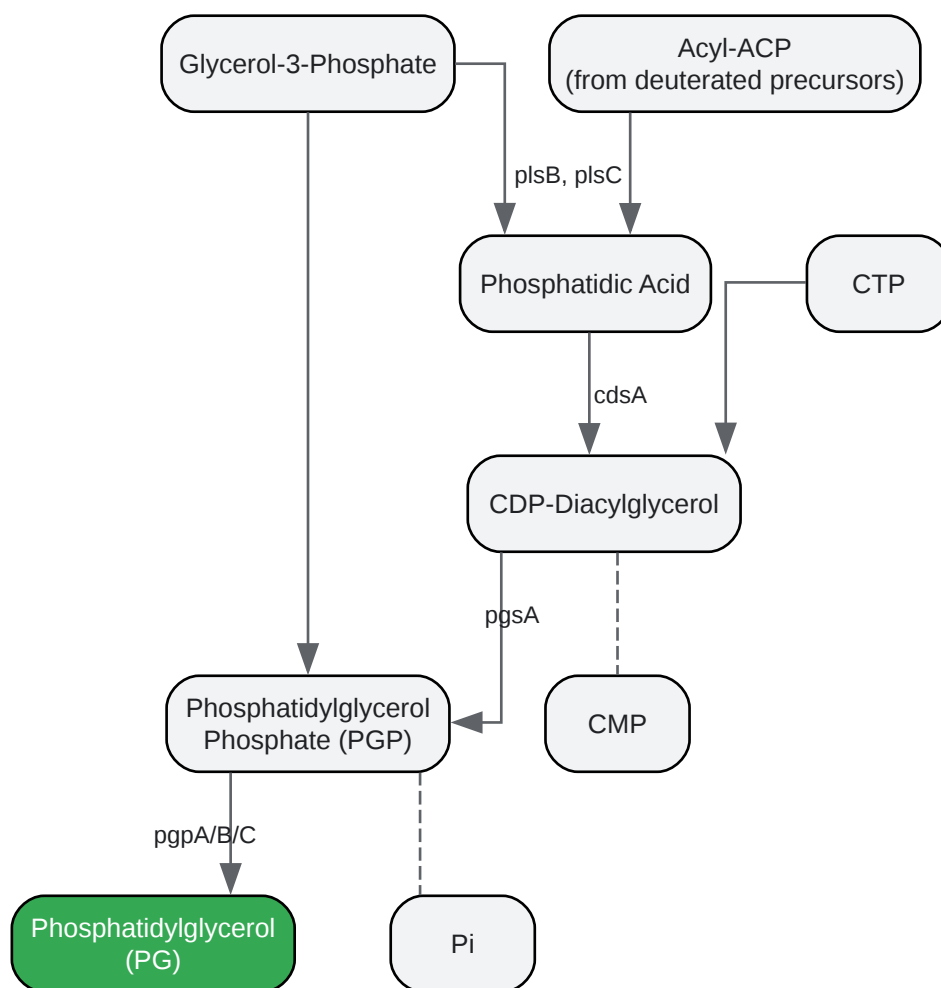 Glycerol-3-Phosphate
Acyl-ACP
(from deuterated precursors)
plsB, plsC
Phosphatidic Acid
CTP
cdsA
CDP-Diacylglycerol
pgsA
Phosphatidylglycerol
Phosphate (PGP)
CMP
pgpA/B/C
Phosphatidylglycerol
(PG)
Pi